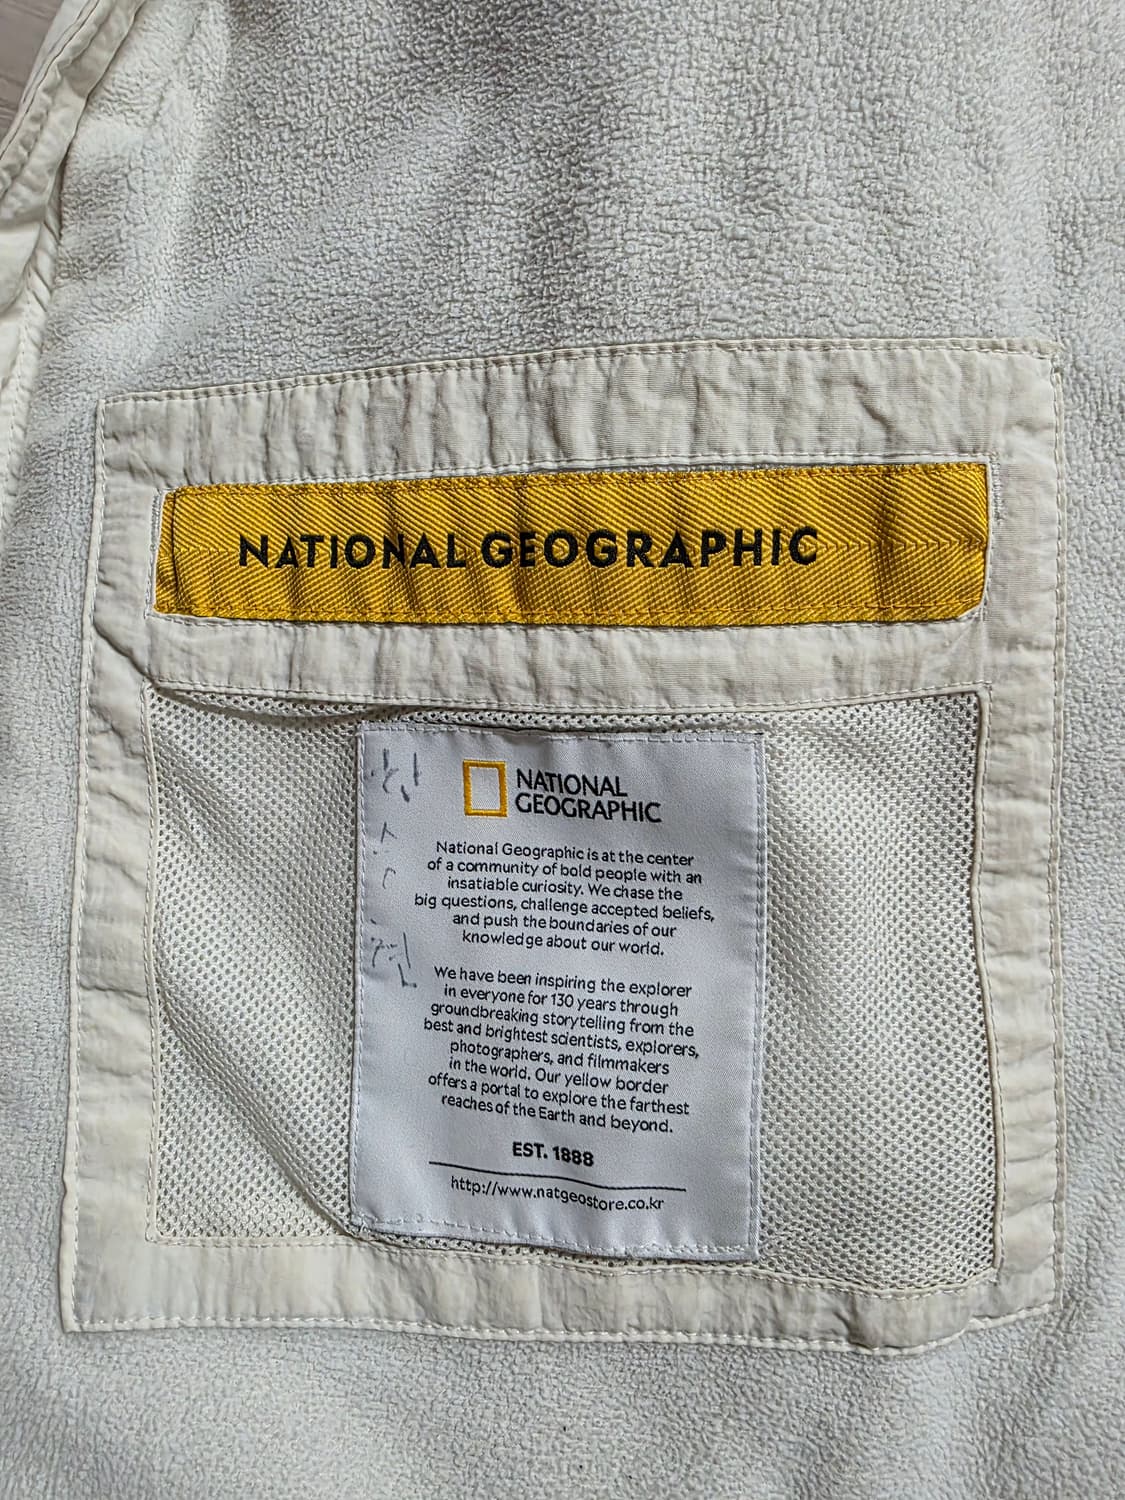 NATIONAL GEOGRAPHIC
NATIONAL
GEOGRAPHIC
National Geographic is at the center
of a community of bold people with an
insatiable curiosity. We chase the
big questions, challenge accepted beliefs,
and push the boundaries of our
knowledge about our world.
We have been inspiring the explorer
in everyone for 130 years through
groundbreaking storytelling from the
best and brightest scientists, explorers,
photographers, and filmmakers
in the world. Our yellow border
offers a portal to explore the farthest
reaches of the Earth and beyond.
EST. 1888
http://www.natgeostore.co.kr